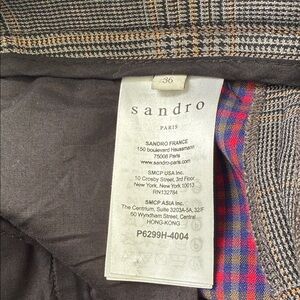 36
sandro
PARIS
SANDRO FRANCE
150 boulevard Haussmann
75008 Paris
www.sandro-paris.com
SMCP USA Inc.
10 Crosby Street, 3rd Floor
New York, New York, 10013
RN132784
SMCP ASIA Inc.
The Centrium, Suite 3203A-5A, 32/F
60 Wyndham Street, Central
HONG-KONG
P6299H-4004